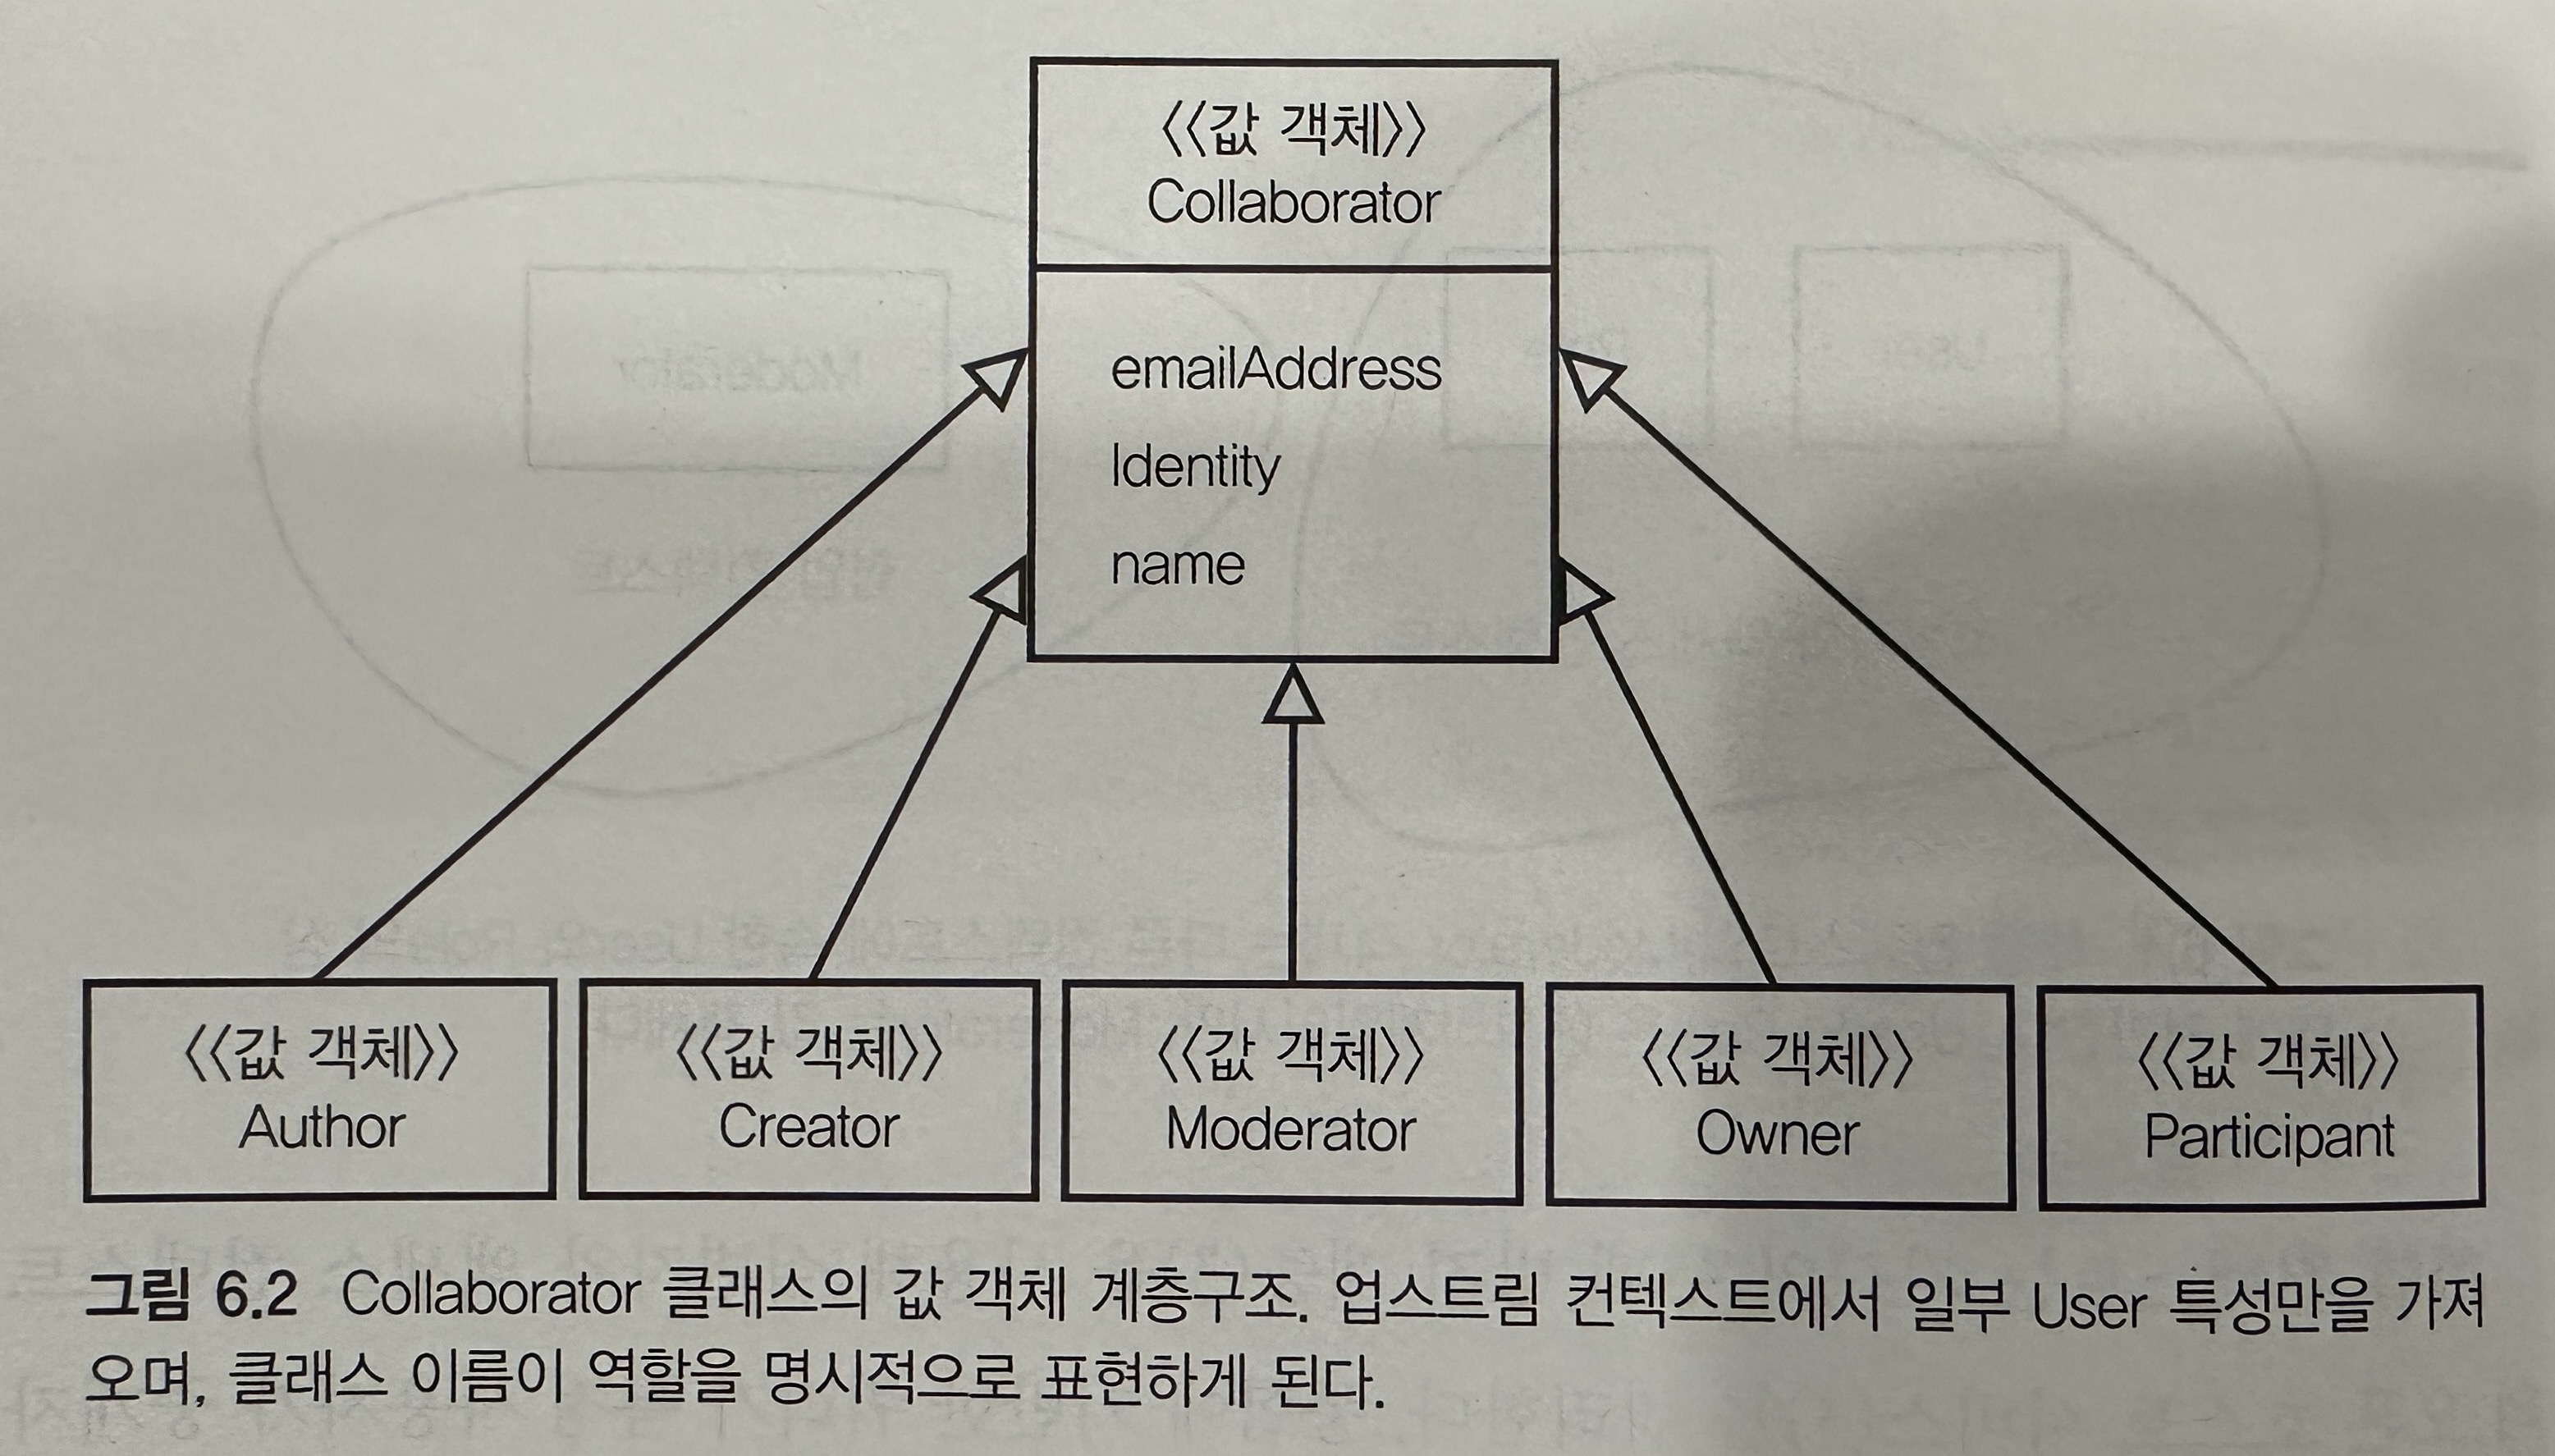 <<값 객체>>
Collaborator
emailAddress
Identity
name
<<값 객체>>
Author
<<값 객체>>
Creator
<<값 객체>>
Moderator
<<값 객체>>
Owner
<<값 객체>>
Participant
그림 6.2 Collaborator 클래스의 값 객체 계층구조. 업스트림 컨텍스트에서 일부 User 특성만을 가져
오며, 클래스 이름이 역할을 명시적으로 표현하게 된다.